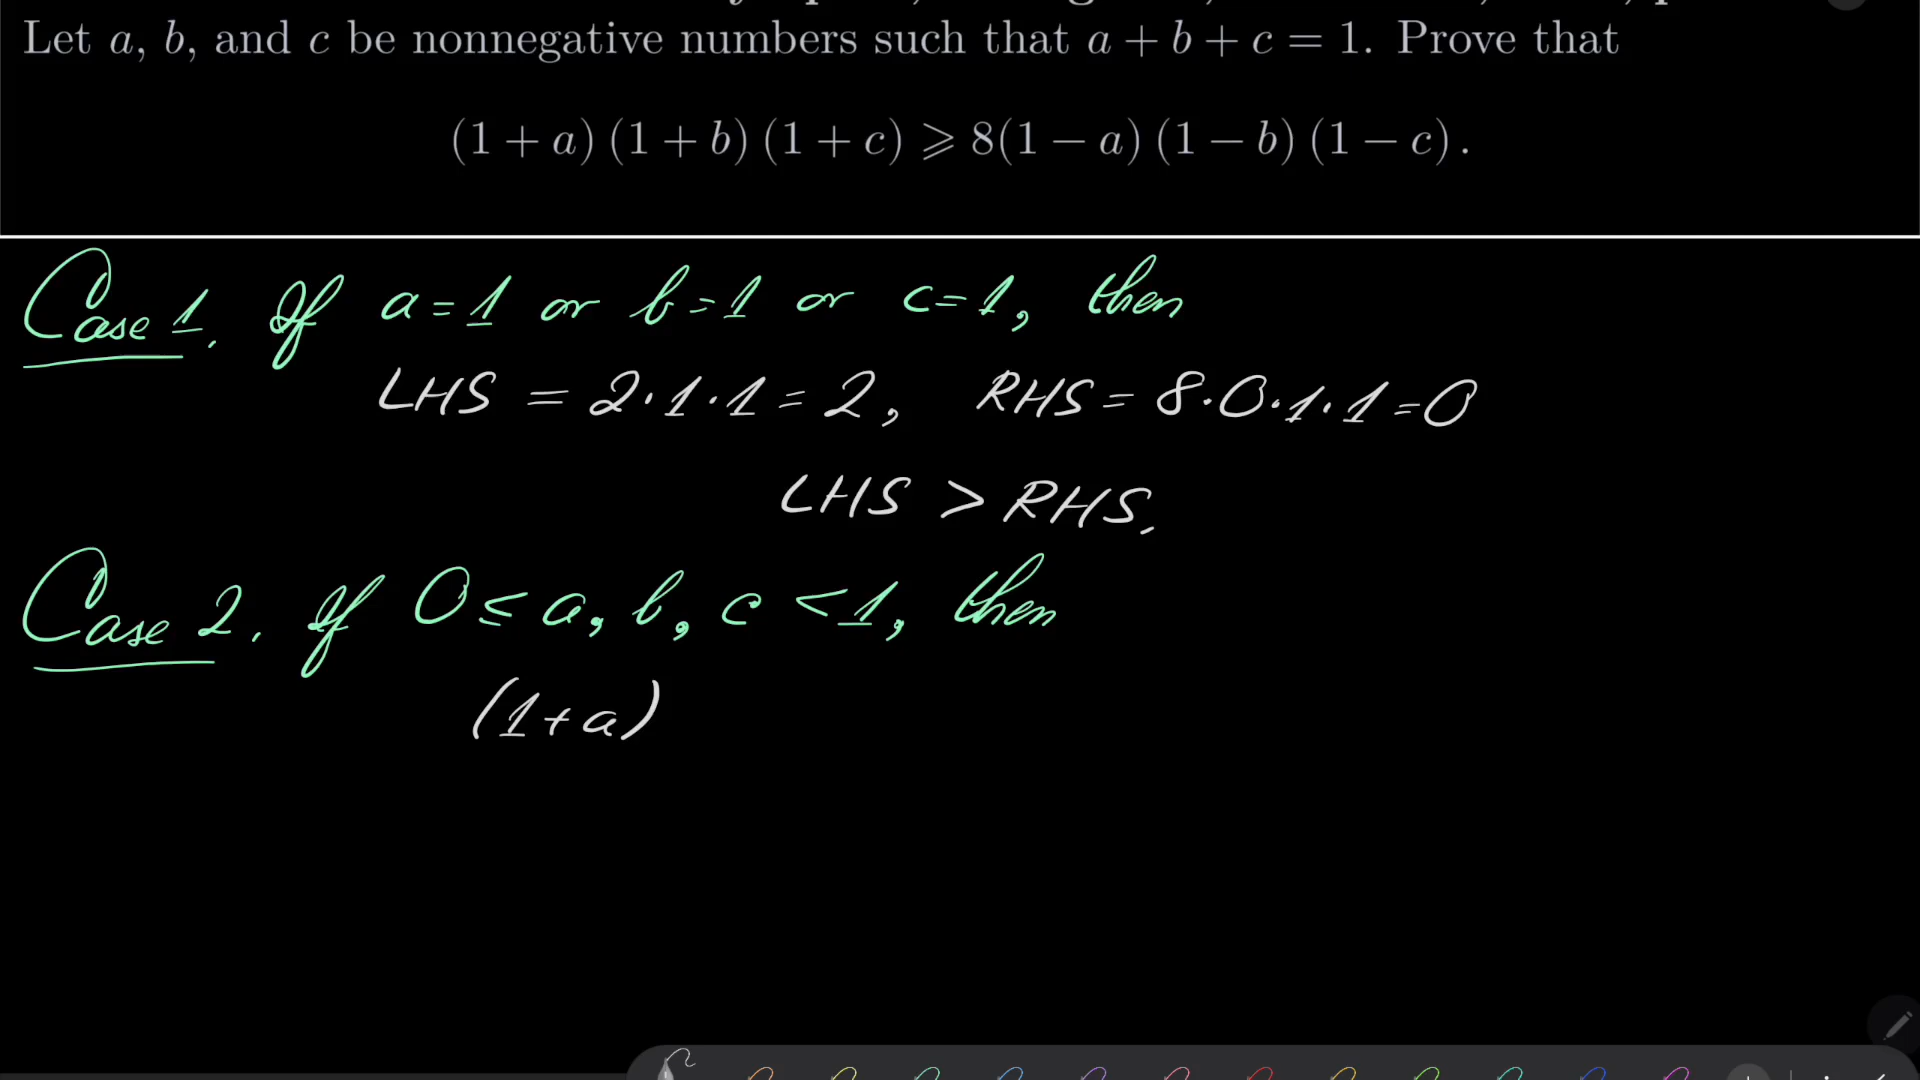 Let a, b, and c be nonnegative numbers such that a + b + c = 1. Prove that
(1 + a) (1 + b) (1 + c) ⩾ 8(1 − a) (1 − b) (1 − c) .
Case 1. If a=1 or b=1 or c=1, then
LHS = 2·1·1=2, RHS = 8·0·1·1=0
LHS > RHS.
Case 2. If 0≤a, b, c <1, then
(1+a)